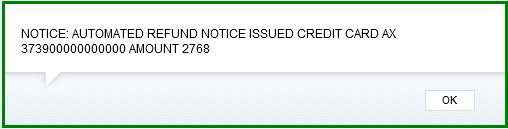 NOTICE: AUTOMATED REFUND NOTICE ISSUED CREDIT CARD AX
373900000000000 AMOUNT 2768
OK